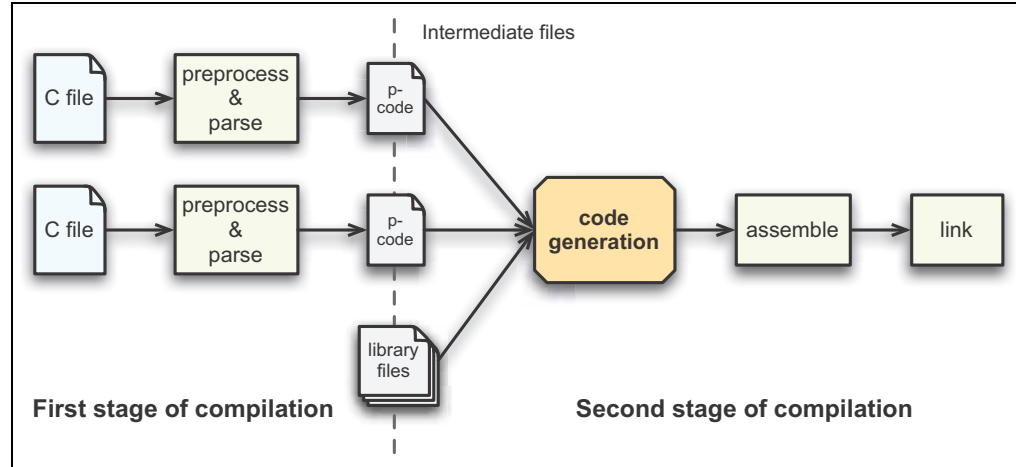 Intermediate files
C file
preprocess
&
parse
p-
code
C file
preprocess
&
parse
p-
code
code
generation
assemble
link
library
files
First stage of compilation
Second stage of compilation